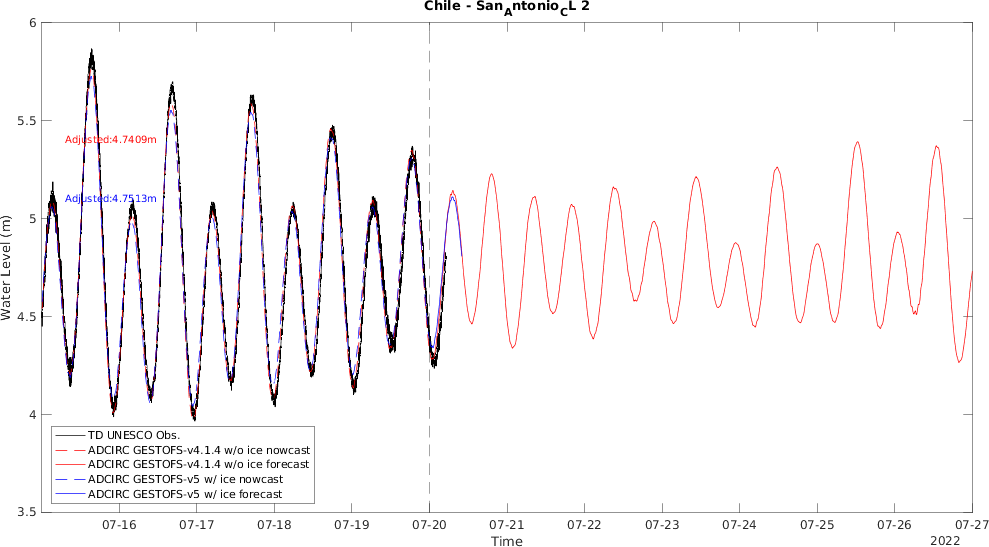 Chile - San_Antonio_CL 2
Water Level (m)
6
5.5
5
4.5
4
3.5
Adjusted:4.7409m
Adjusted:4.7513m
TD UNESCO Obs.
ADCIRC GESTOFS-v4.1.4 w/o ice nowcast
ADCIRC GESTOFS-v4.1.4 w/o ice forecast
ADCIRC GESTOFS-v5 w/ ice nowcast
ADCIRC GESTOFS-v5 w/ ice forecast
07-16 07-17 07-18 07-19 07-20 07-21 07-22 07-23 07-24 07-25 07-26 07-27
Time
2022